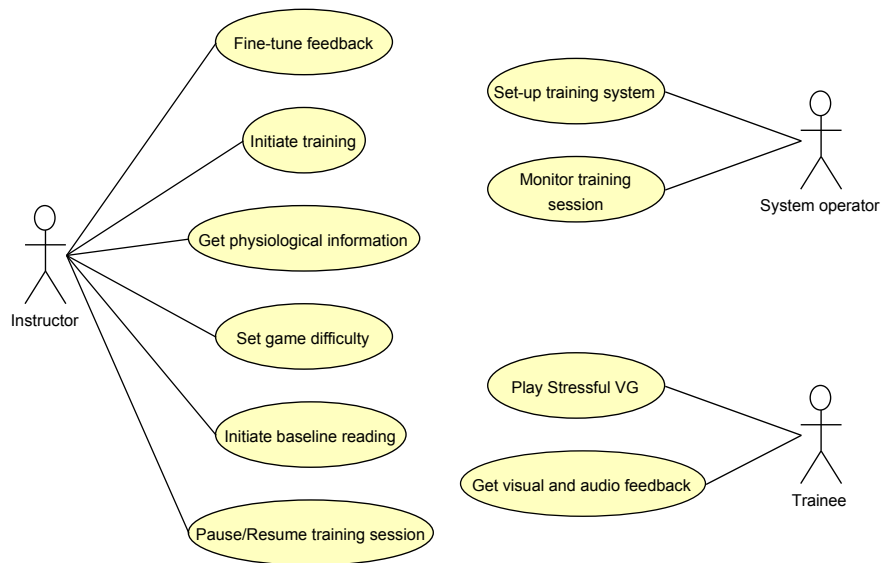 Fine-tune feedback
Initiate training
Get physiological information
Set game difficulty
Initiate baseline reading
Pause/Resume training session
Instructor
Set-up training system
Monitor training
session
System operator
Play Stressful VG
Get visual and audio feedback
Trainee